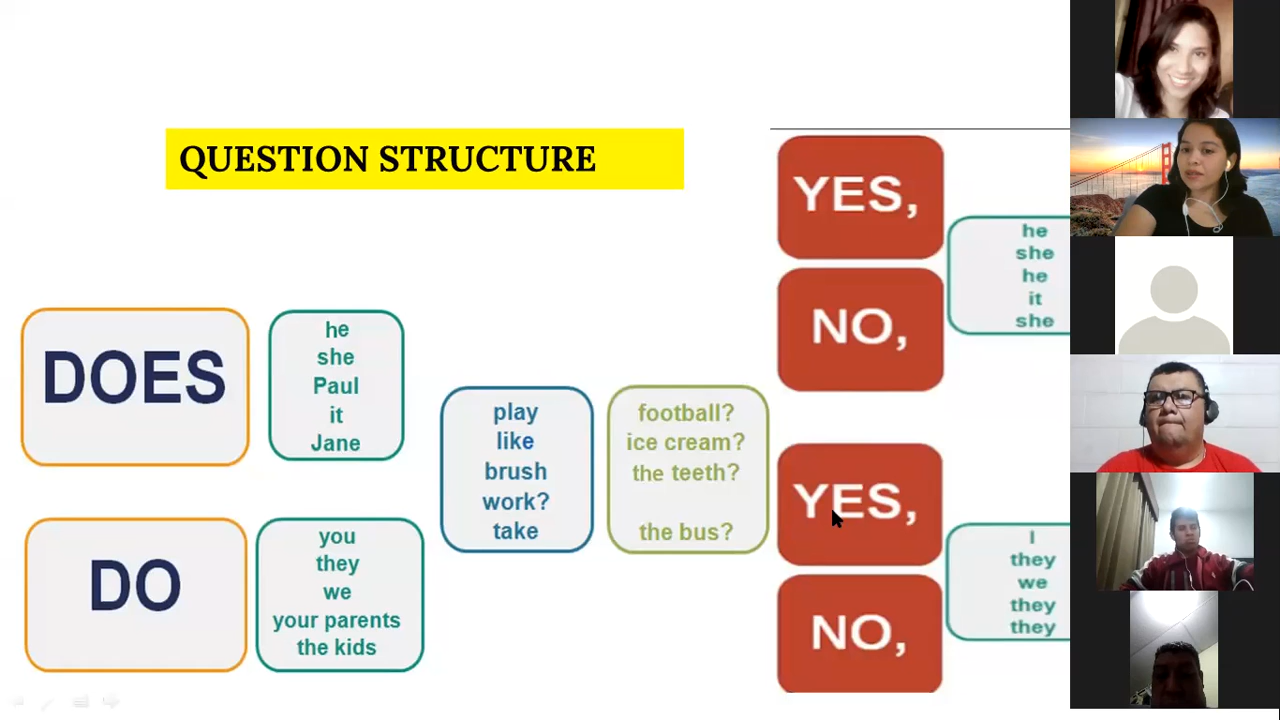 QUESTION STRUCTURE
DOES
he
she
Paul
it
Jane
DO
you
they
we
your parents
the kids
play
like
brush
work?
take
football?
ice cream?
the teeth?
the bus?
YES,
NO,
he
she
he
it
she
YES,
NO,
I
they
we
they
they